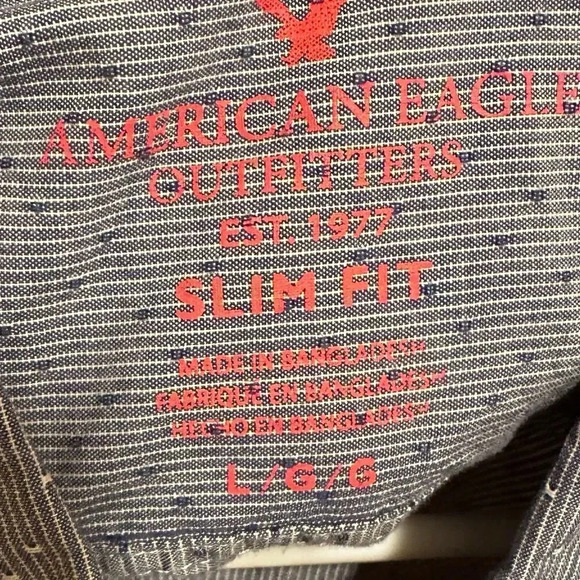 AMERICAN EAGLE
OUTFITTERS
EST. 1977
SLIM FIT
MADE IN BANGLADESH
FABRIQUE EN BANGLADESH
HECHO EN BANGLADESH
L/G/G